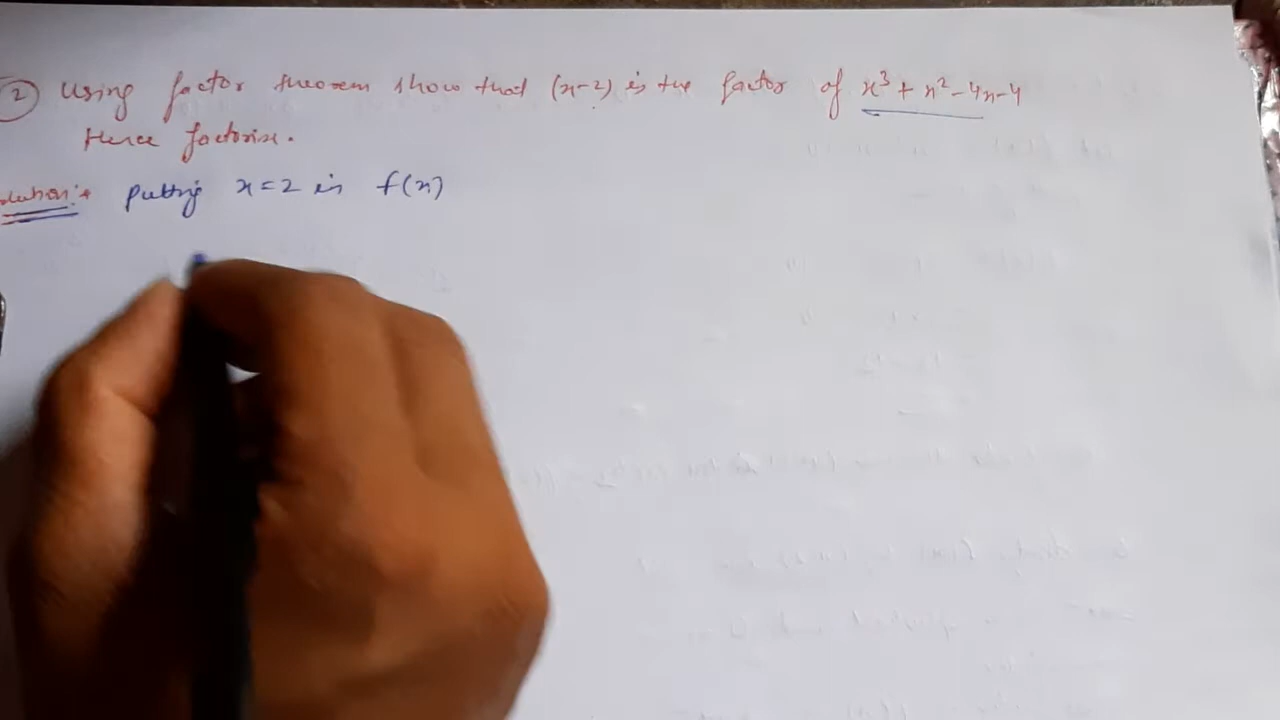 2 Using factor theorem show that (x-2) is the factor of x³ + x² - 4x - 4
Hence factorise.
putting x = 2 in f(x)